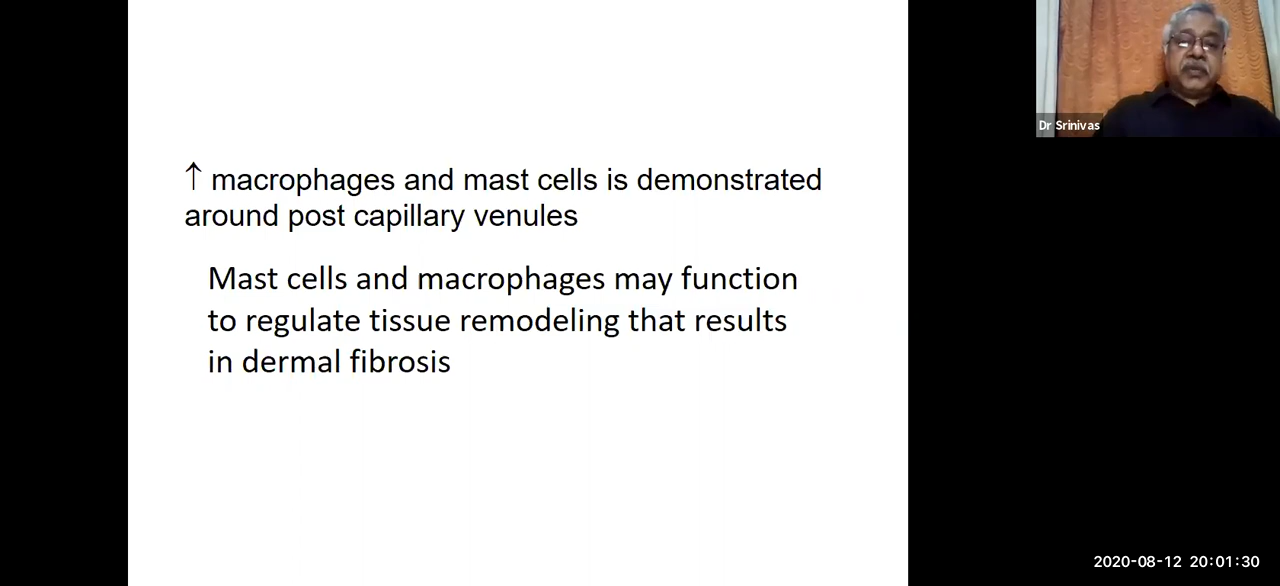 ↑ macrophages and mast cells is demonstrated
around post capillary venules
Mast cells and macrophages may function
to regulate tissue remodeling that results
in dermal fibrosis
Dr Srinivas
2020-08-12 20:01:30